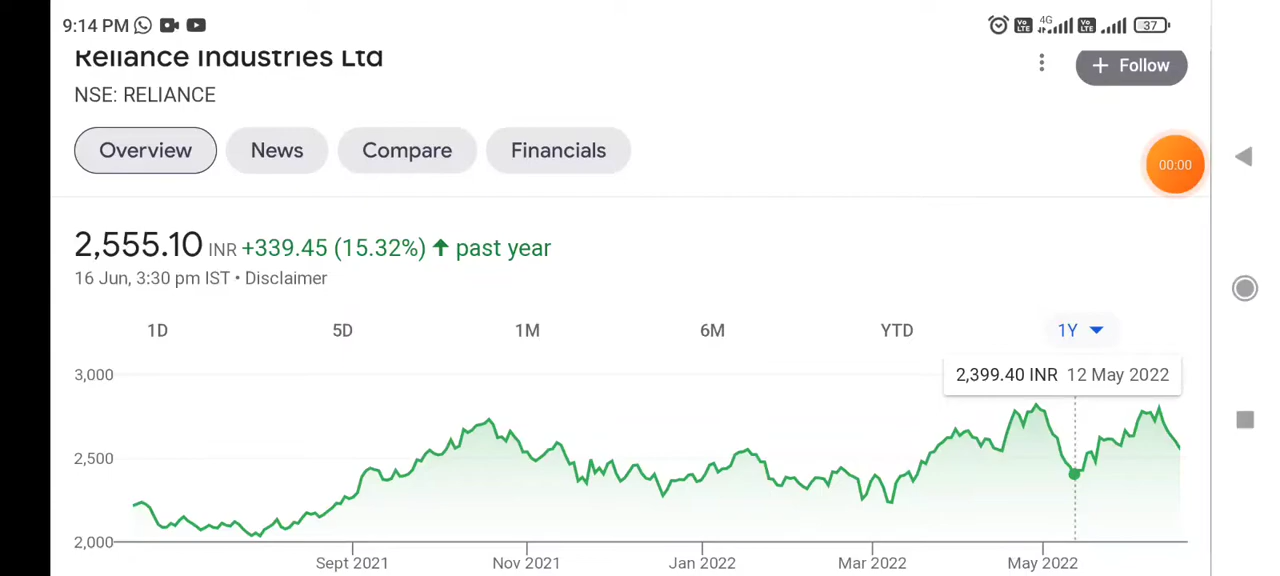 9:14 PM 4G 37
Reliance Industries Ltd
+ Follow
NSE: RELIANCE
Overview News Compare Financials
00:00
2,555.10 INR +339.45 (15.32%) ↑ past year
16 Jun, 3:30 pm IST • Disclaimer
1D 5D 1M 6M YTD 1Y
2,399.40 INR 12 May 2022
3,000
2,500
2,000
Sept 2021 Nov 2021 Jan 2022 Mar 2022 May 2022